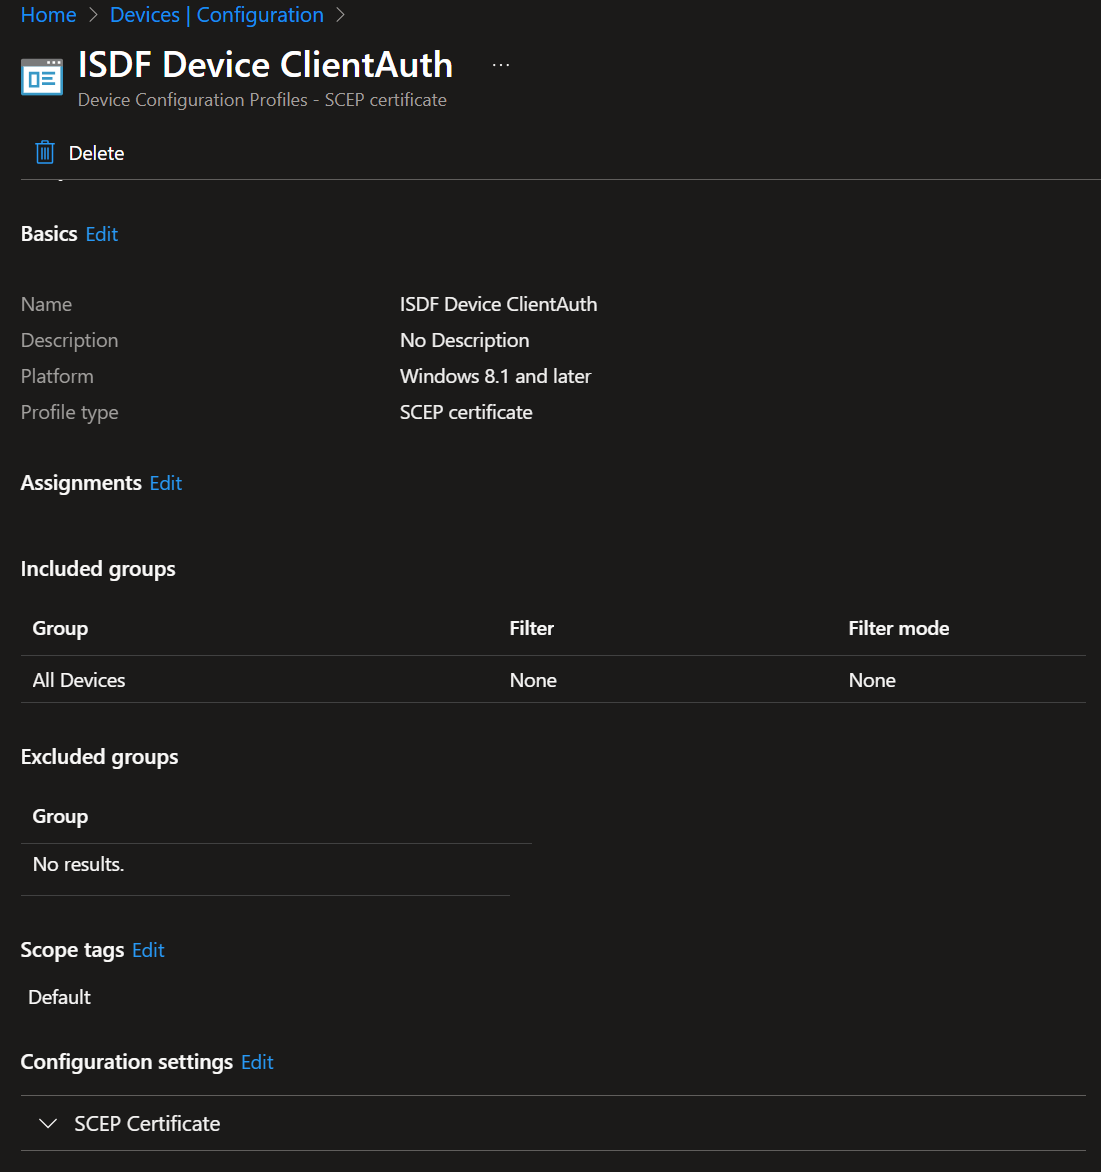 Home > Devices | Configuration >
ISDF Device ClientAuth ...
Device Configuration Profiles - SCEP certificate
Delete
Basics Edit
Name ISDF Device ClientAuth
Description No Description
Platform Windows 8.1 and later
Profile type SCEP certificate
Assignments Edit
Included groups
Group Filter Filter mode
All Devices None None
Excluded groups
Group
No results.
Scope tags Edit
Default
Configuration settings Edit
SCEP Certificate